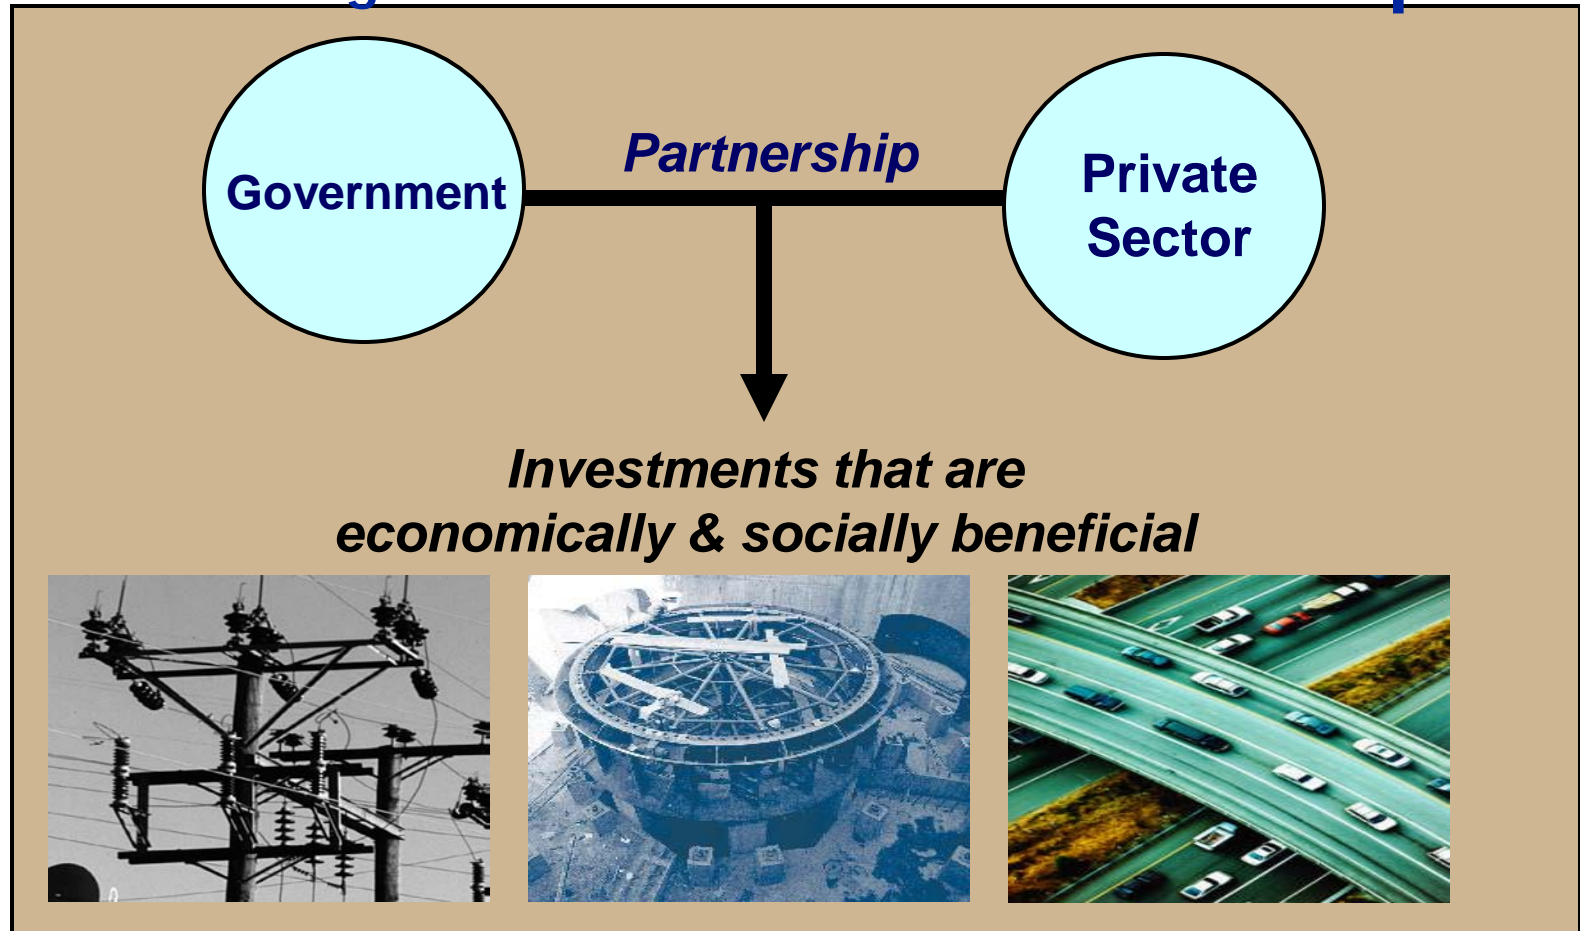 Partnership
Government
Private
Sector
Investments that are
economically & socially beneficial